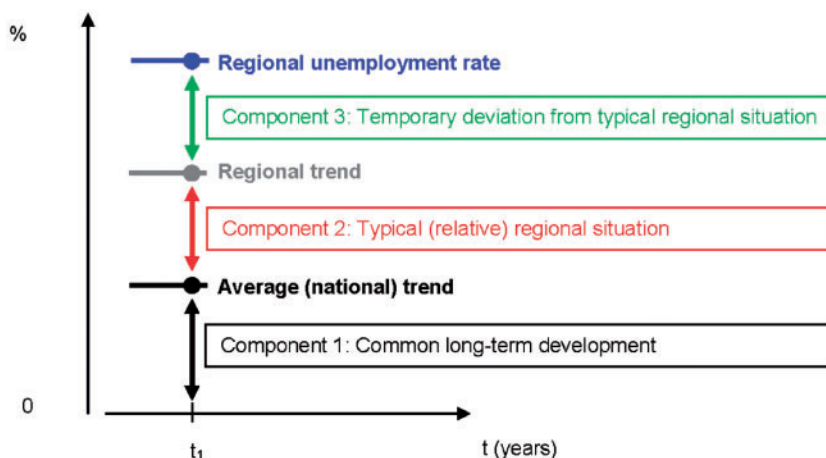 %
Regional unemployment rate
Component 3: Temporary deviation from typical regional situation
Regional trend
Component 2: Typical (relative) regional situation
Average (national) trend
Component 1: Common long-term development
0
t1
t (years)